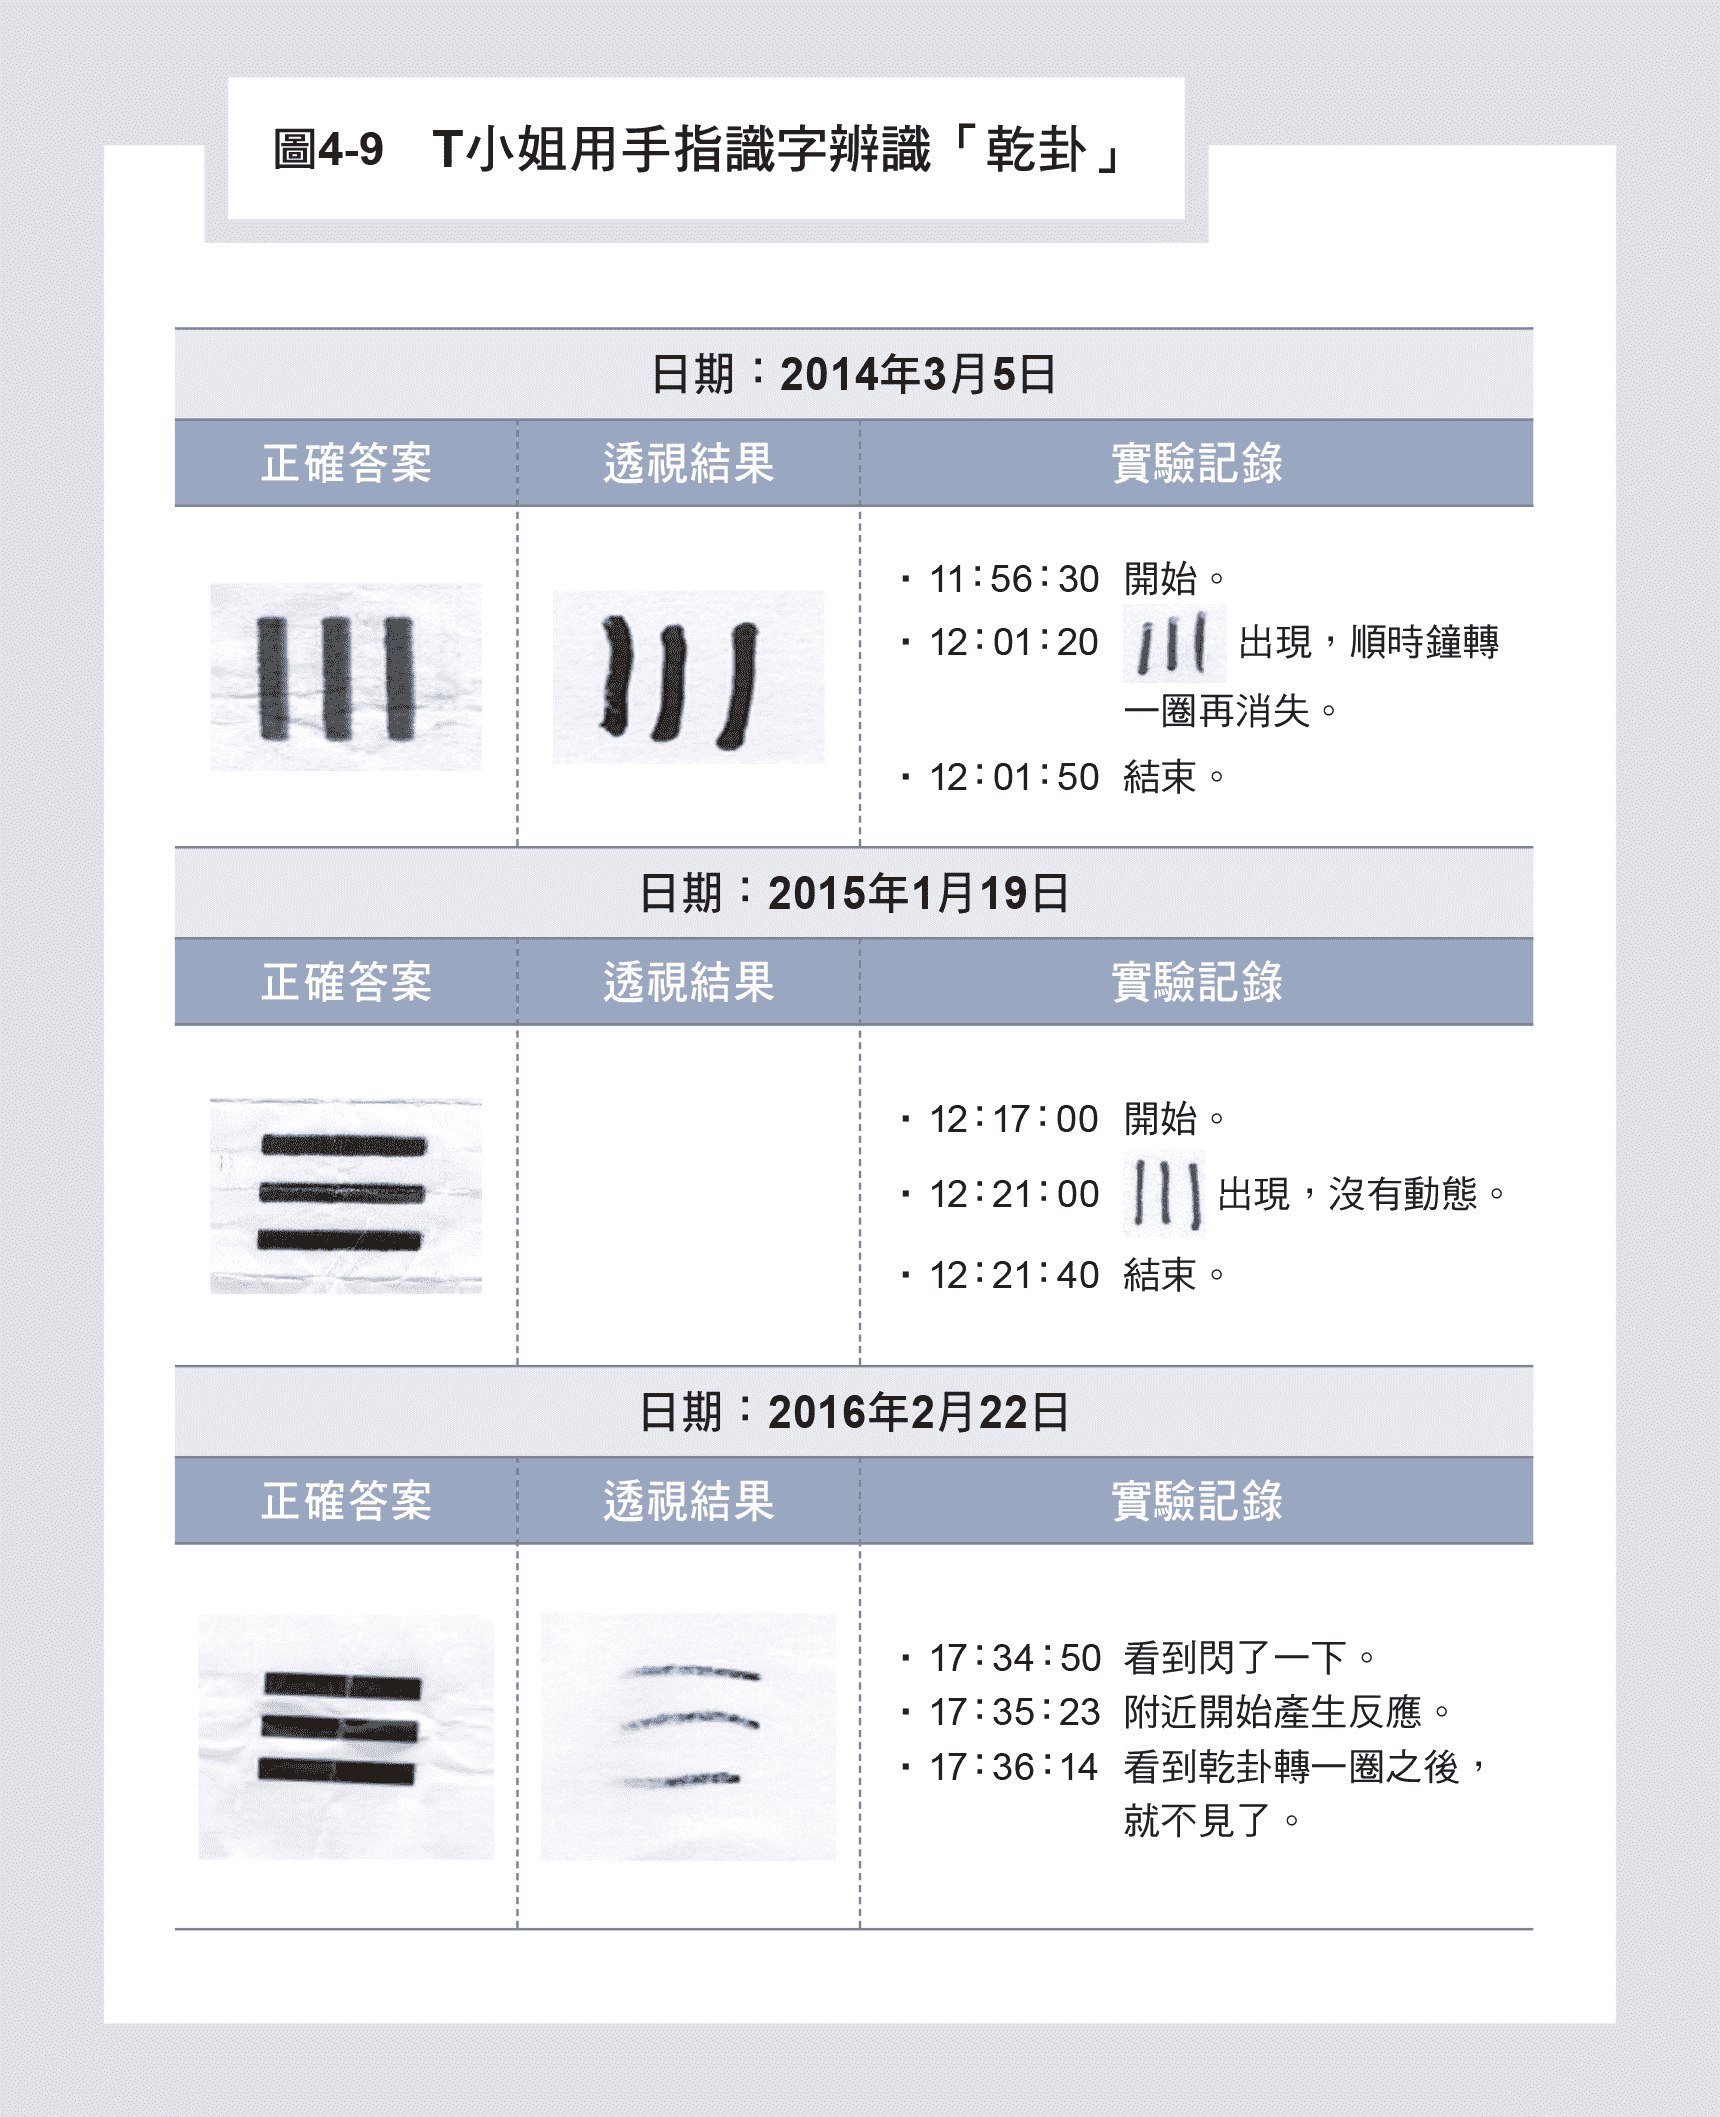 圖4-9 T小姐用手指識字辨識「乾卦」
日期：2014年3月5日
正確答案 透視結果 實驗記錄
・11：56：30 開始。
・12：01：20 出現，順時鐘轉
一圈再消失。
・12：01：50 結束。
日期：2015年1月19日
正確答案 透視結果 實驗記錄
・12：17：00 開始。
・12：21：00 出現，沒有動態。
・12：21：40 結束。
日期：2016年2月22日
正確答案 透視結果 實驗記錄
・17：34：50 看到閃了一下。
・17：35：23 附近開始產生反應。
・17：36：14 看到乾卦轉一圈之後，
就不見了。